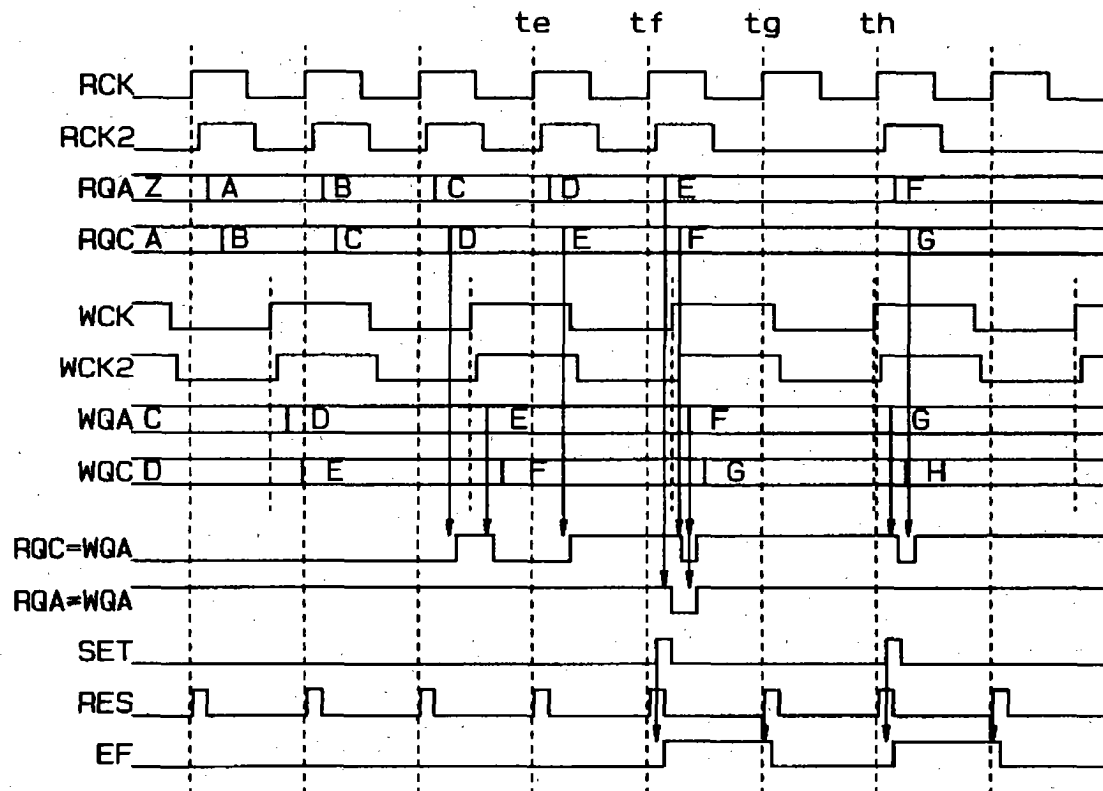 te tf tg th
RCK
RCK2
RQA Z A B C D E F
RQC A B C D E F G
WCK
WCK2
WQA C D E F G
WQC D E F G H
RQC=WQA
RQA≠WQA
SET
RES
EF